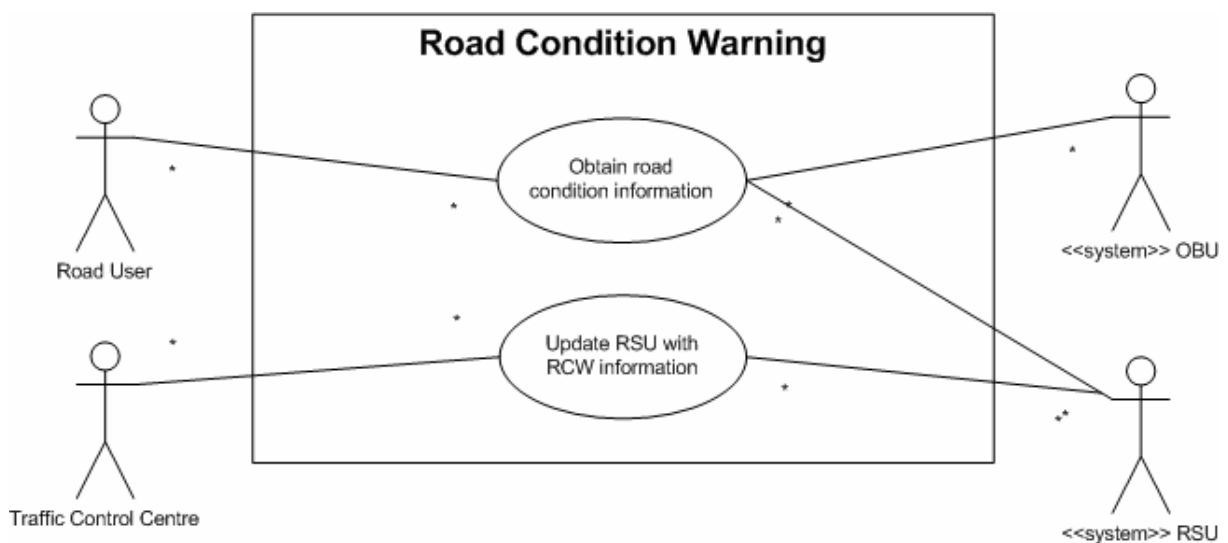 Road Condition Warning
*
*
Obtain road
condition information
*
*
*
Road User
<<system>> OBU
*
*
Update RSU with
RCW information
*
**
Traffic Control Centre
<<system>> RSU